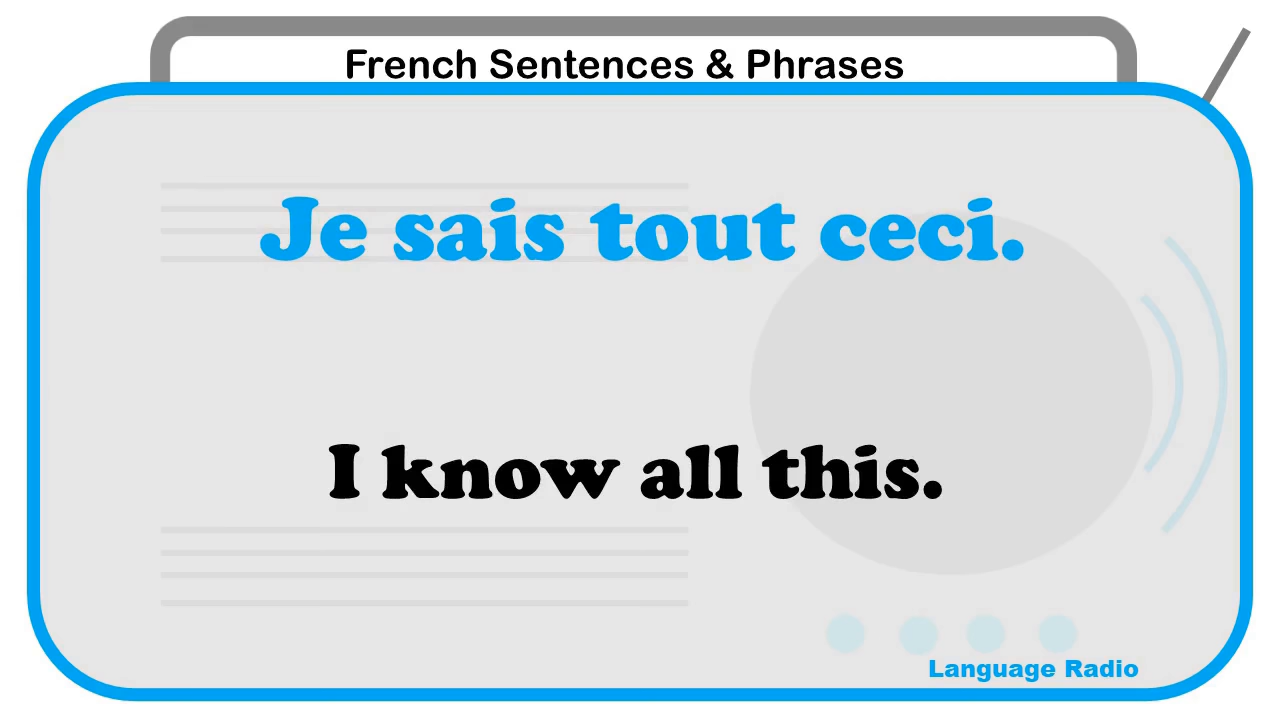 French Sentences & Phrases
Je sais tout ceci.
I know all this.
Language Radio